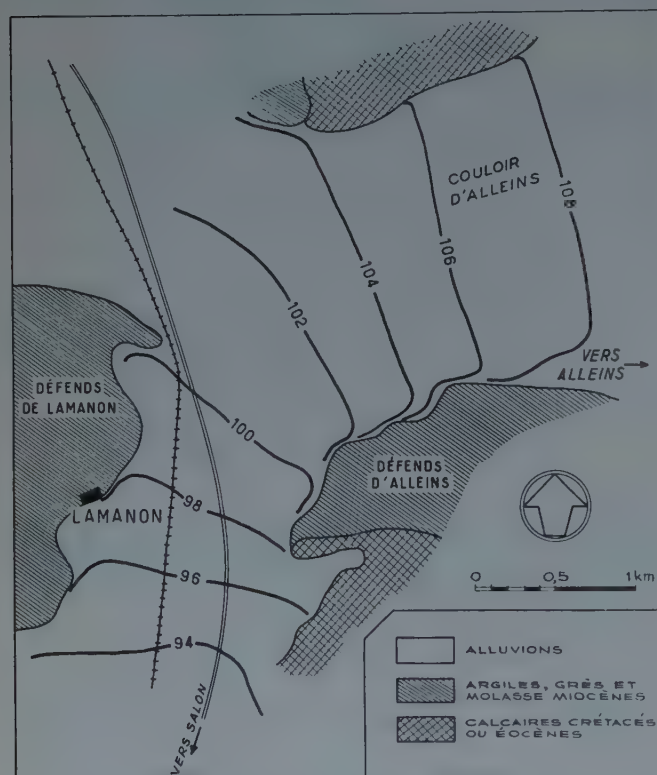 COULOIR
D'ALLEINS
108
106
104
102
VERS
ALLEINS
DÉFENDS
DE LAMANON
100
DÉFENDS
D'ALLEINS
98
LAMANON
96
94
0 0,5 1km
VERS SALON
ALLUVIONS
ARGILES, GRÈS ET
MOLASSE MIOCÈNES
CALCAIRES CRÉTACÉS
OU ÉOCÈNES